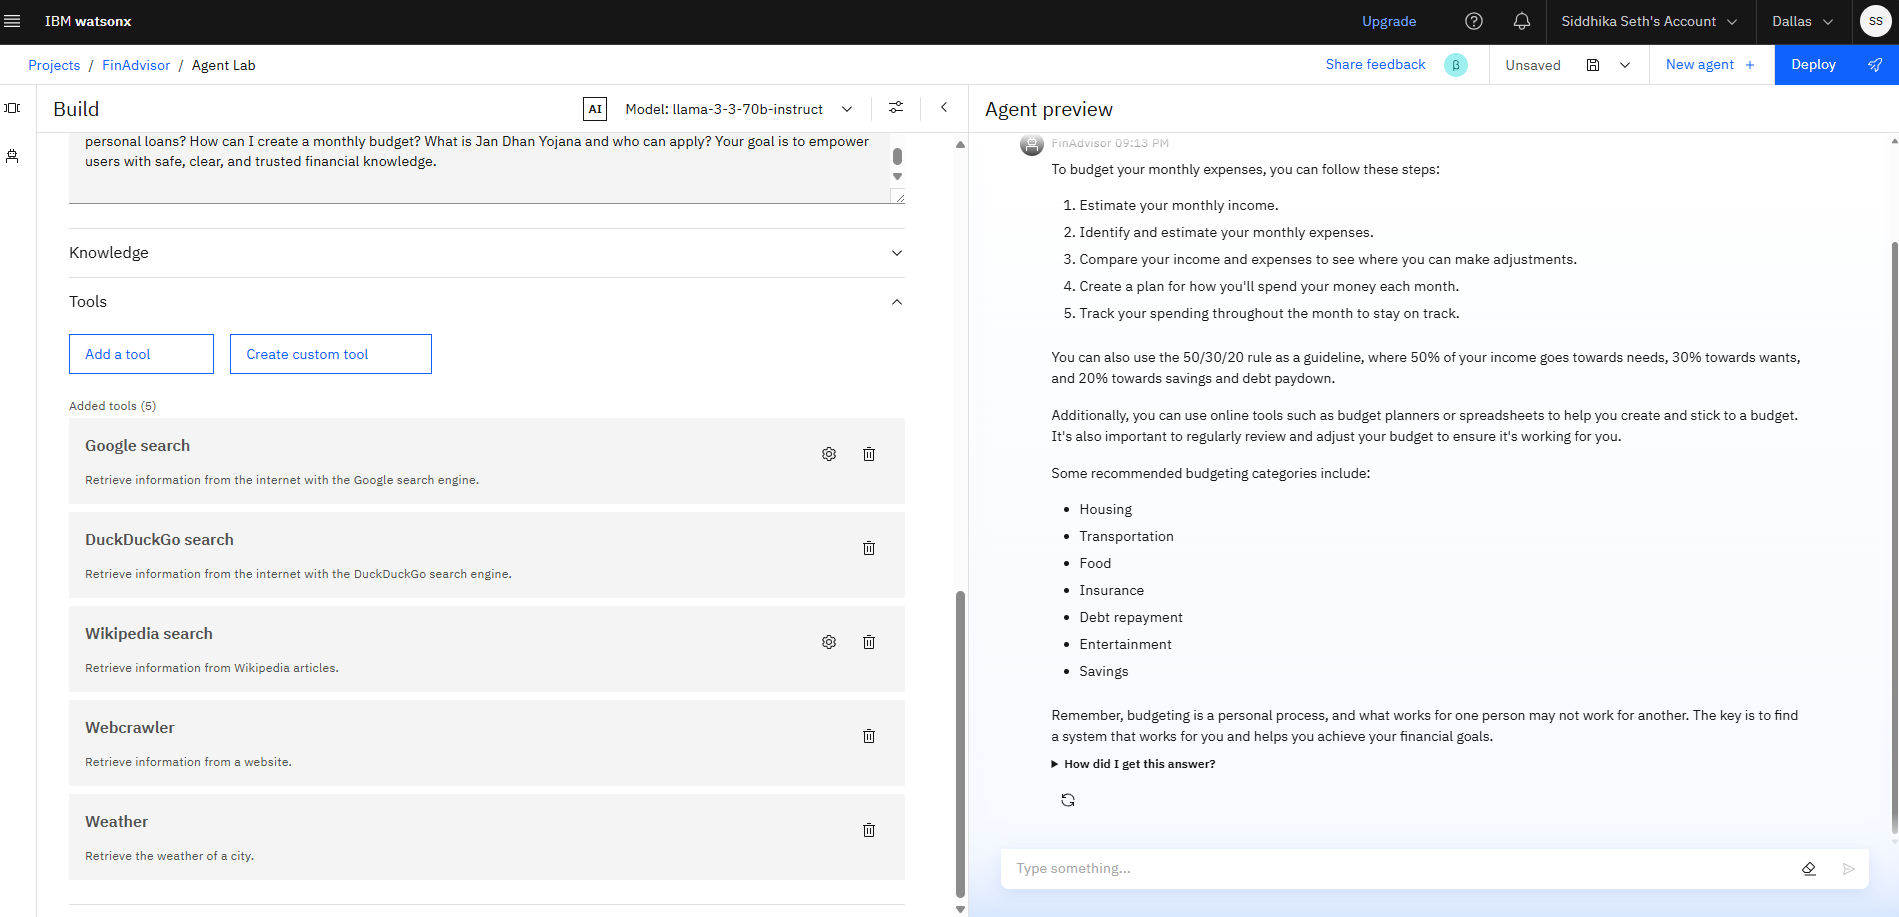 IBM watsonx
Upgrade
Siddhika Seth's Account
Dallas
SS
Projects / FinAdvisor / Agent Lab
Share feedback
β
Unsaved
New agent +
Deploy
Build
AI
Model: llama-3-3-70b-instruct
personal loans? How can I create a monthly budget? What is Jan Dhan Yojana and who can apply? Your goal is to empower
users with safe, clear, and trusted financial knowledge.
Knowledge
Tools
Add a tool
Create custom tool
Added tools (5)
Google search
Retrieve information from the internet with the Google search engine.
DuckDuckGo search
Retrieve information from the internet with the DuckDuckGo search engine.
Wikipedia search
Retrieve information from Wikipedia articles.
Webcrawler
Retrieve information from a website.
Weather
Retrieve the weather of a city.
Agent preview
FinAdvisor 09:13 PM
To budget your monthly expenses, you can follow these steps:
1. Estimate your monthly income.
2. Identify and estimate your monthly expenses.
3. Compare your income and expenses to see where you can make adjustments.
4. Create a plan for how you'll spend your money each month.
5. Track your spending throughout the month to stay on track.
You can also use the 50/30/20 rule as a guideline, where 50% of your income goes towards needs, 30% towards wants,
and 20% towards savings and debt paydown.
Additionally, you can use online tools such as budget planners or spreadsheets to help you create and stick to a budget.
It's also important to regularly review and adjust your budget to ensure it's working for you.
Some recommended budgeting categories include:
• Housing
• Transportation
• Food
• Insurance
• Debt repayment
• Entertainment
• Savings
Remember, budgeting is a personal process, and what works for one person may not work for another. The key is to find
a system that works for you and helps you achieve your financial goals.
How did I get this answer?
Type something...